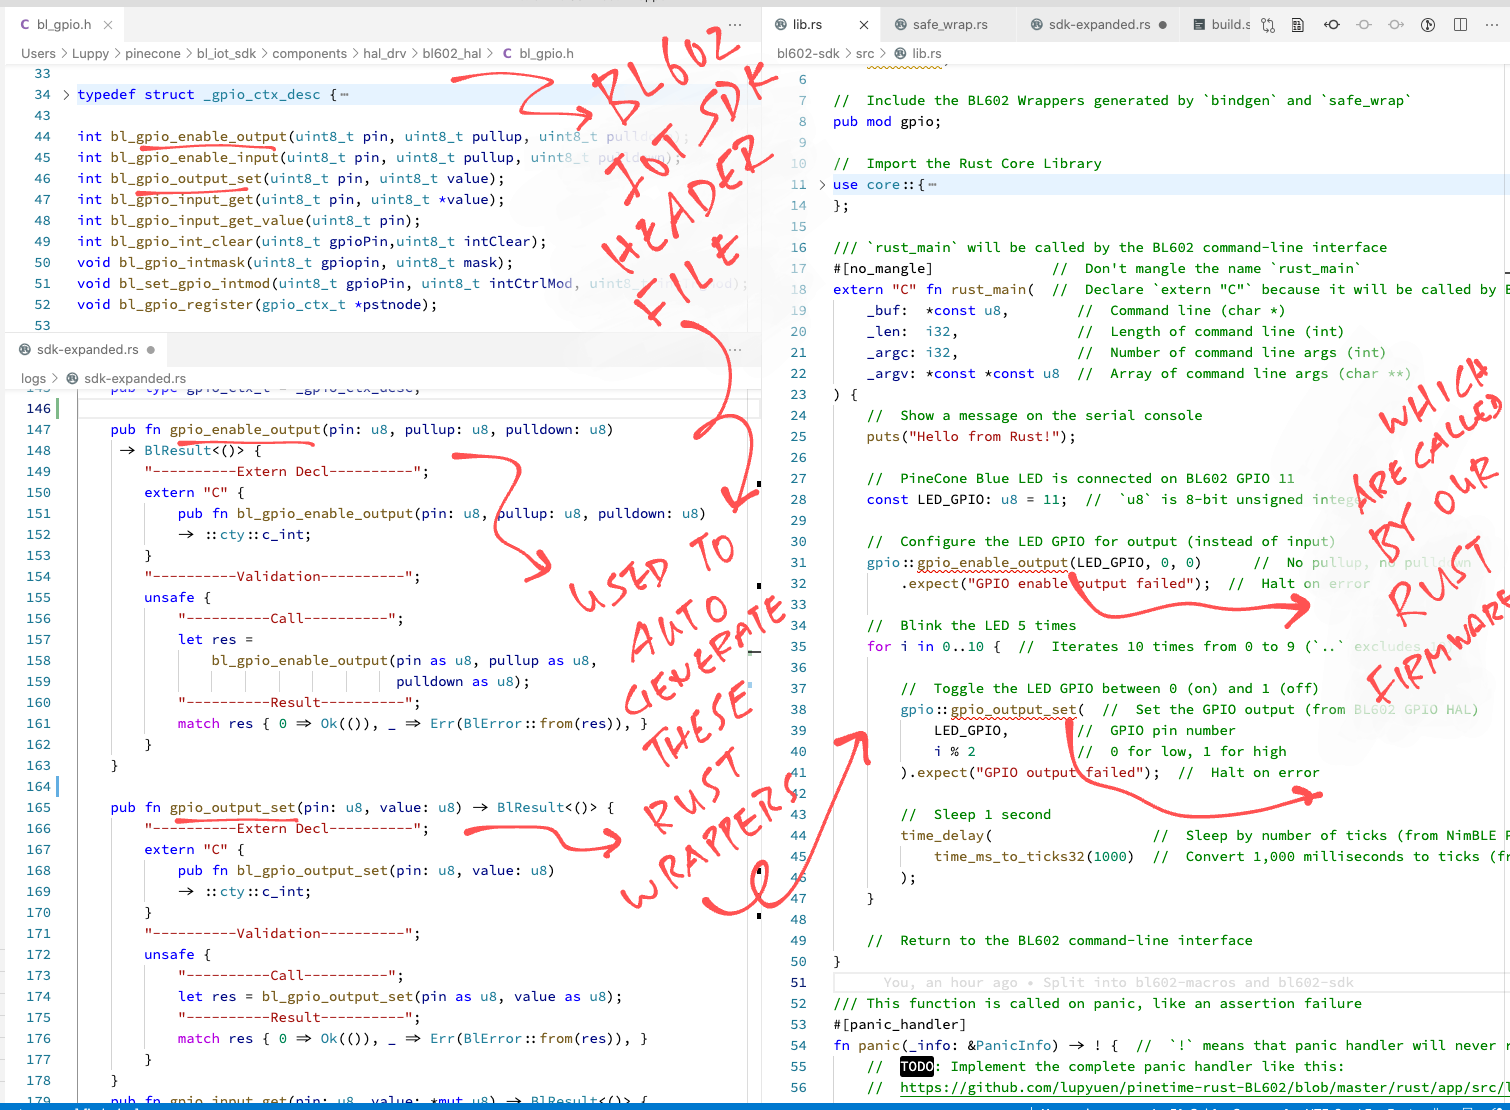 bl_gpio.h
Users > Luppy > pinecone > bl_iot_sdk > components > hal_drv > bl602_hal > C bl_gpio.h
33
34 typedef struct _gpio_ctx_desc {
43
44 int bl_gpio_enable_output(uint8_t pin, uint8_t pullup, uint8_t pulldown);
45 int bl_gpio_enable_input(uint8_t pin, uint8_t pullup, uint8_t pulldown);
46 int bl_gpio_output_set(uint8_t pin, uint8_t value);
47 int bl_gpio_input_get(uint8_t pin, uint8_t *value);
48 int bl_gpio_input_get_value(uint8_t pin);
49 int bl_gpio_int_clear(uint8_t gpioPin,uint8_t intClear);
50 void bl_gpio_intmask(uint8_t gpiopin, uint8_t mask);
51 void bl_set_gpio_intmod(uint8_t gpioPin, uint8_t intCtrlMod, uint8_t
52 void bl_gpio_register(gpio_ctx_t *pstnode);
53
BL602
IOT SDK
HEADER
FILE
sdk-expanded.rs
logs > sdk-expanded.rs
145 pub type gpio_ctx_t = _gpio_ctx_desc;
146
147 pub fn gpio_enable_output(pin: u8, pullup: u8, pulldown: u8)
148 → BlResult<()> {
149 "----------Extern Decl----------";
150 extern "C" {
151 pub fn bl_gpio_enable_output(pin: u8, pullup: u8, pulldown: u8)
152 → ::cty::c_int;
153 }
154 "----------Validation----------";
155 unsafe {
156 "----------Call----------";
157 let res =
158 bl_gpio_enable_output(pin as u8, pullup as u8,
159 pulldown as u8);
160 "----------Result----------";
161 match res { 0 ⇒ Ok(()), _ ⇒ Err(BlError::from(res)), }
162 }
163 }
164
165 pub fn gpio_output_set(pin: u8, value: u8) → BlResult<()> {
166 "----------Extern Decl----------";
167 extern "C" {
168 pub fn bl_gpio_output_set(pin: u8, value: u8)
169 → ::cty::c_int;
170 }
171 "----------Validation----------";
172 unsafe {
173 "----------Call----------";
174 let res = bl_gpio_output_set(pin as u8, value as u8);
175 "----------Result----------";
176 match res { 0 ⇒ Ok(()), _ ⇒ Err(BlError::from(res)), }
177 }
178 }
179 pub fn gpio_input_get(pin: u8, value: *mut u8) → BlResult<()> {
USED TO
AUTO
GENERATE
THESE
RUST
WRAPPERS
lib.rs safe_wrap.rs sdk-expanded.rs build.s
bl602-sdk > src > lib.rs
6
7 // Include the BL602 Wrappers generated by `bindgen` and `safe_wrap`
8 pub mod gpio;
9
10 // Import the Rust Core Library
11 use core::{
14 };
15
16 /// `rust_main` will be called by the BL602 command-line interface
17 #[no_mangle] // Don't mangle the name `rust_main`
18 extern "C" fn rust_main( // Declare `extern "C"` because it will be called by B
19 _buf: *const u8, // Command line (char *)
20 _len: i32, // Length of command line (int)
21 _argc: i32, // Number of command line args (int)
22 _argv: *const *const u8 // Array of command line args (char **)
23 ) {
24 // Show a message on the serial console
25 puts("Hello from Rust!");
26
27 // PineCone Blue LED is connected on BL602 GPIO 11
28 const LED_GPIO: u8 = 11; // `u8` is 8-bit unsigned integer
29
30 // Configure the LED GPIO for output (instead of input)
31 gpio::gpio_enable_output(LED_GPIO, 0, 0) // No pullup, no pulldown
32 .expect("GPIO enable output failed"); // Halt on error
33
34 // Blink the LED 5 times
35 for i in 0..10 { // Iterates 10 times from 0 to 9 (`..` excludes
36
37 // Toggle the LED GPIO between 0 (on) and 1 (off)
38 gpio::gpio_output_set( // Set the GPIO output (from BL602 GPIO HAL)
39 LED_GPIO, // GPIO pin number
40 i % 2 // 0 for low, 1 for high
41 ).expect("GPIO output failed"); // Halt on error
42
43 // Sleep 1 second
44 time_delay( // Sleep by number of ticks (from NimBLE P
45 time_ms_to_ticks32(1000) // Convert 1,000 milliseconds to ticks (fr
46 );
47 }
48
49 // Return to the BL602 command-line interface
50 }
51 You, an hour ago • Split into bl602-macros and bl602-sdk
52 /// This function is called on panic, like an assertion failure
53 #[panic_handler]
54 fn panic(_info: &PanicInfo) → ! { // `!` means that panic handler will never r
55 // TODO: Implement the complete panic handler like this:
56 // https://github.com/lupyuen/pinetime-rust-BL602/blob/master/rust/app/src/l
WHICH
ARE CALLED
BY OUR
RUST
FIRMWARE